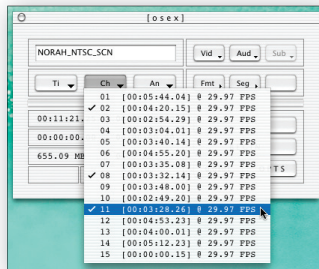 [osex]
NORAH_NTSC_SCN
Vid Aud Sub
Ti Ch An Fmt Seg
01 [00:05:44.04] @ 29.97 FPS
✓ 02 [00:04:20.15] @ 29.97 FPS
03 [00:02:54.29] @ 29.97 FPS
04 [00:03:04.01] @ 29.97 FPS
05 [00:03:40.14] @ 29.97 FPS
06 [00:04:55.20] @ 29.97 FPS
07 [00:03:35.08] @ 29.97 FPS
✓ 08 [00:03:32.14] @ 29.97 FPS
09 [00:03:48.00] @ 29.97 FPS
10 [00:02:49.20] @ 29.97 FPS
✓ 11 [00:03:28.26] @ 29.97 FPS
12 [00:04:53.23] @ 29.97 FPS
13 [00:04:00.01] @ 29.97 FPS
14 [00:05:12.23] @ 29.97 FPS
15 [00:00:00.15] @ 29.97 FPS
00:11:21.
00:00:00.
655.09 MB
TS